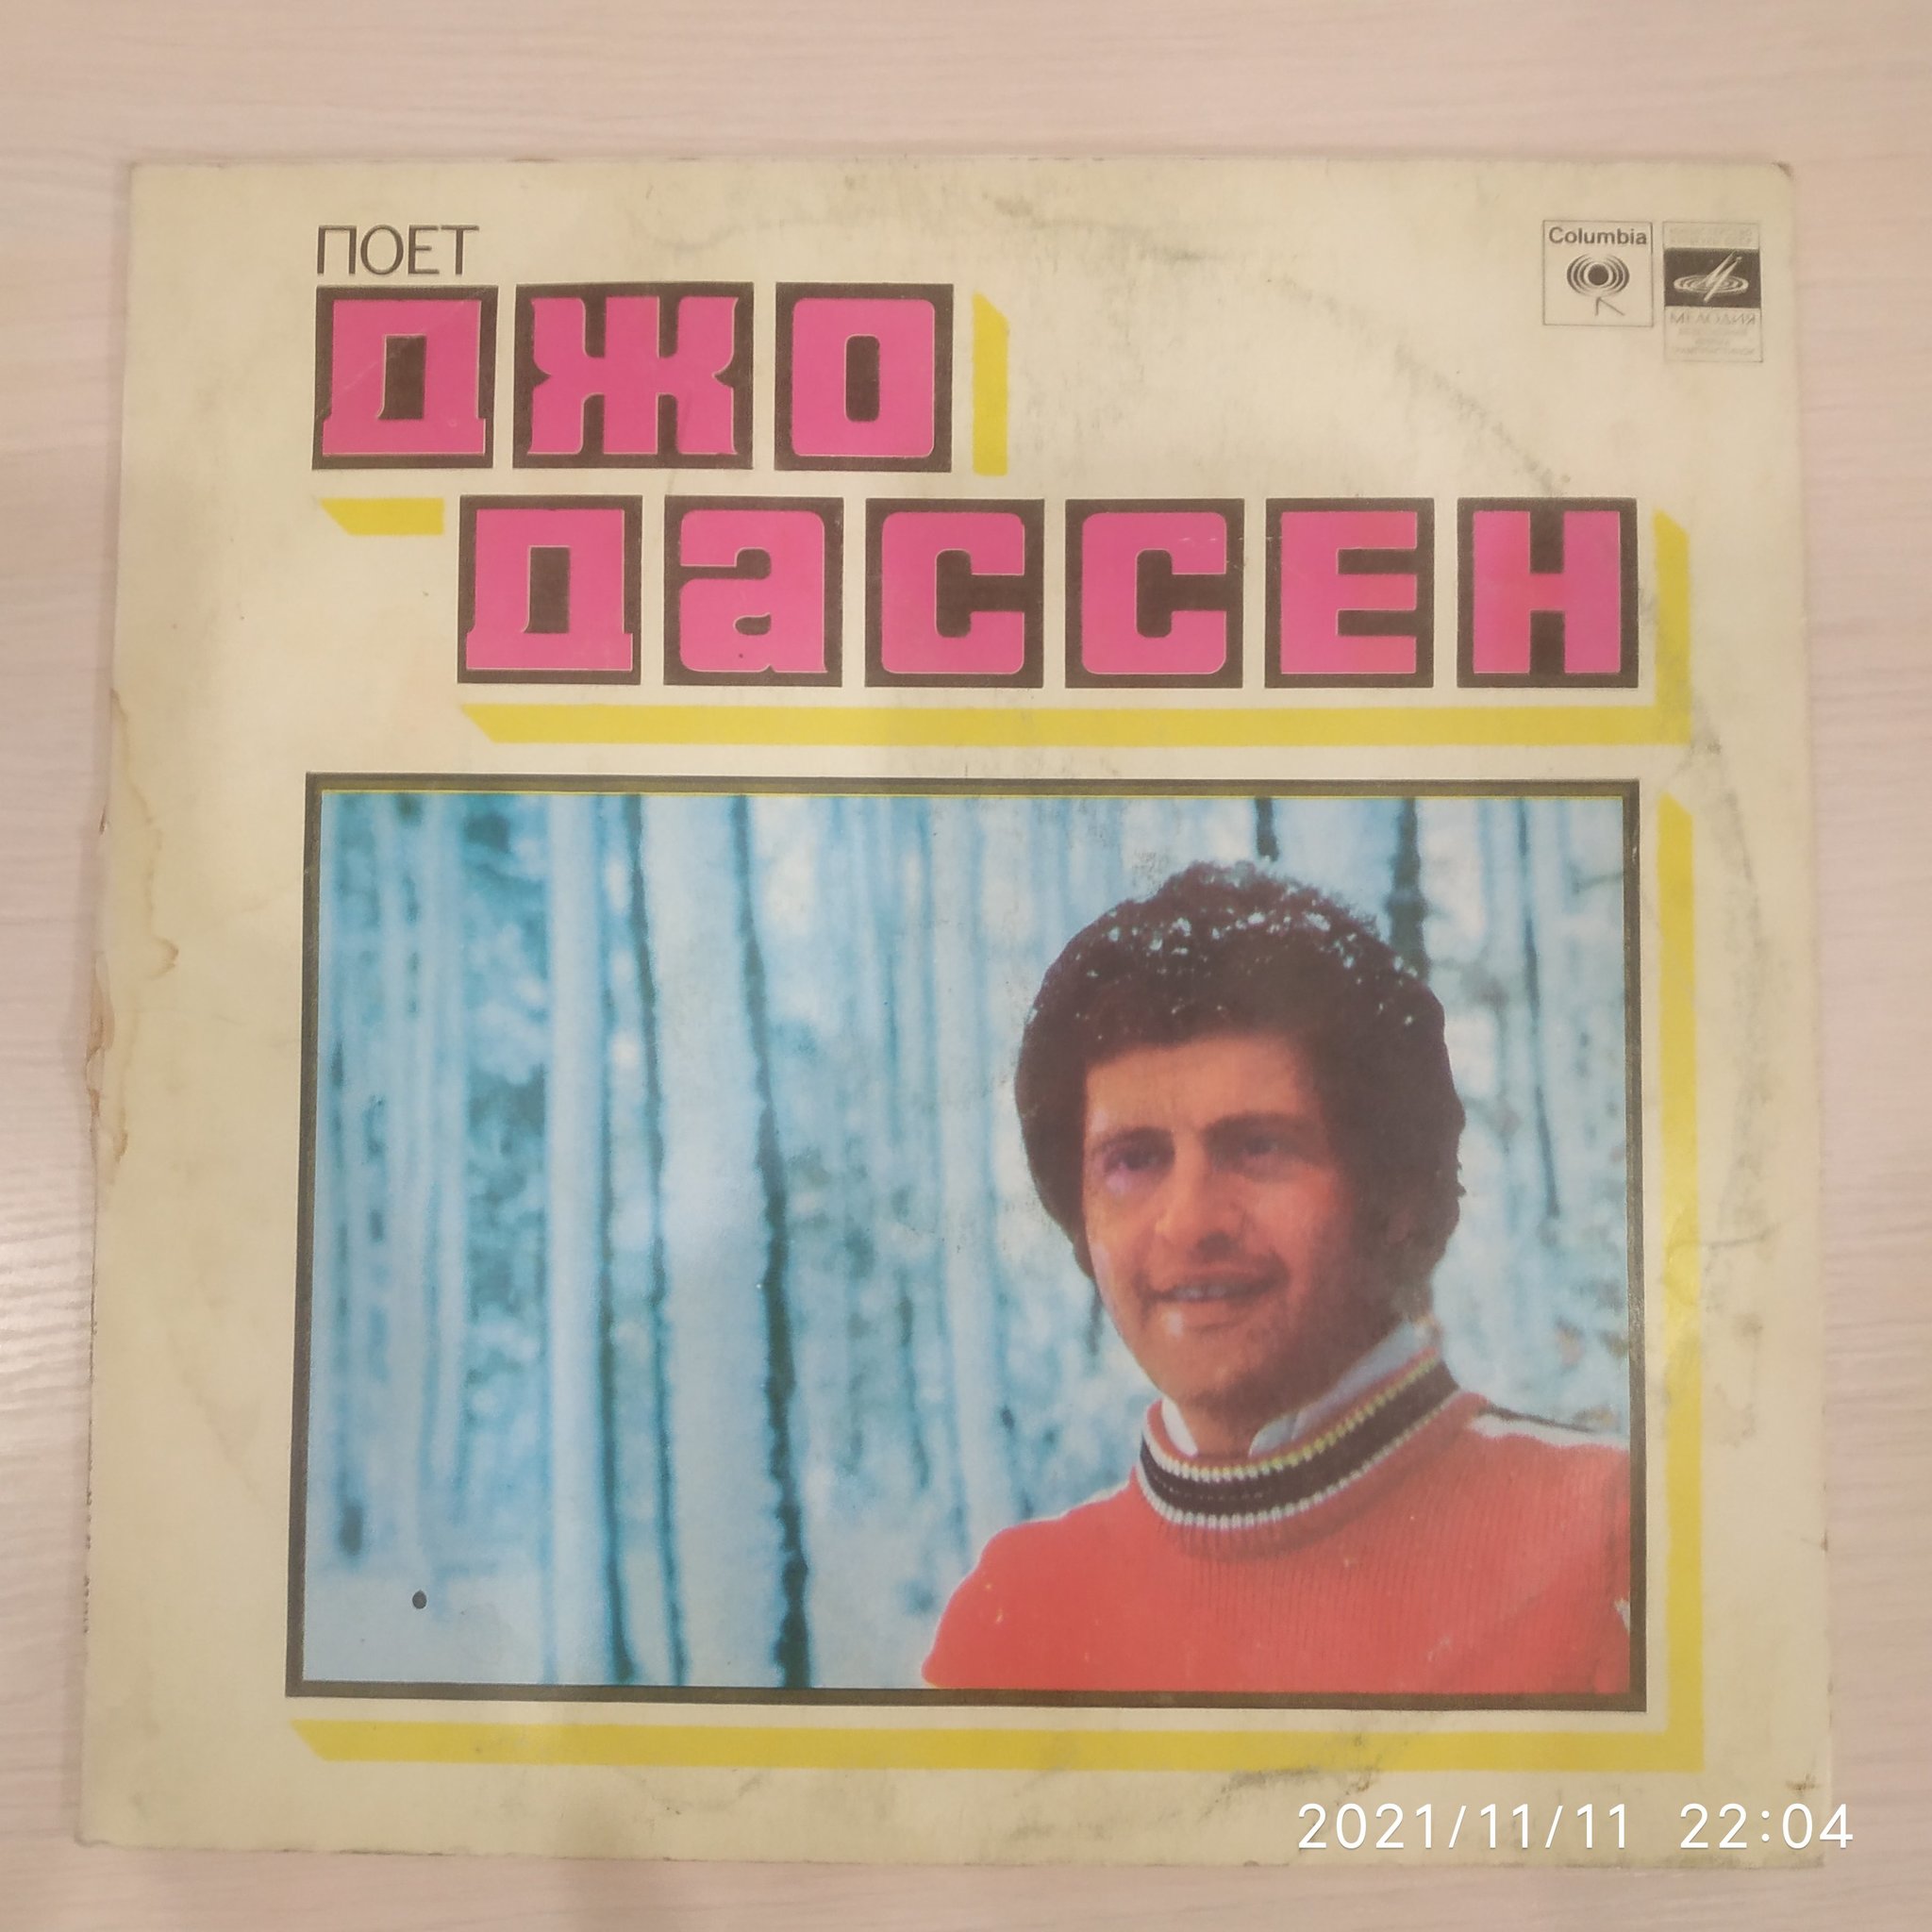 ПОЕТ
Columbia
МЕЛОДИЯ
ДЖО
ДаССЕН
2021/11/11 22:04